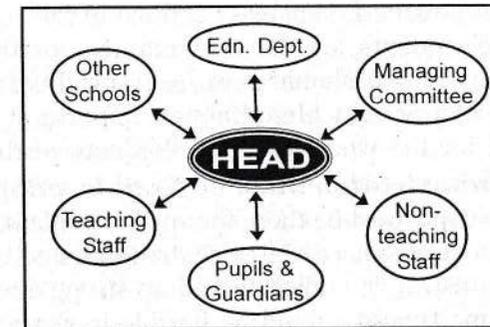 Edn. Dept.
Other
Schools
Managing
Committee
HEAD
Teaching
Staff
Non-
teaching
Staff
Pupils &
Guardians